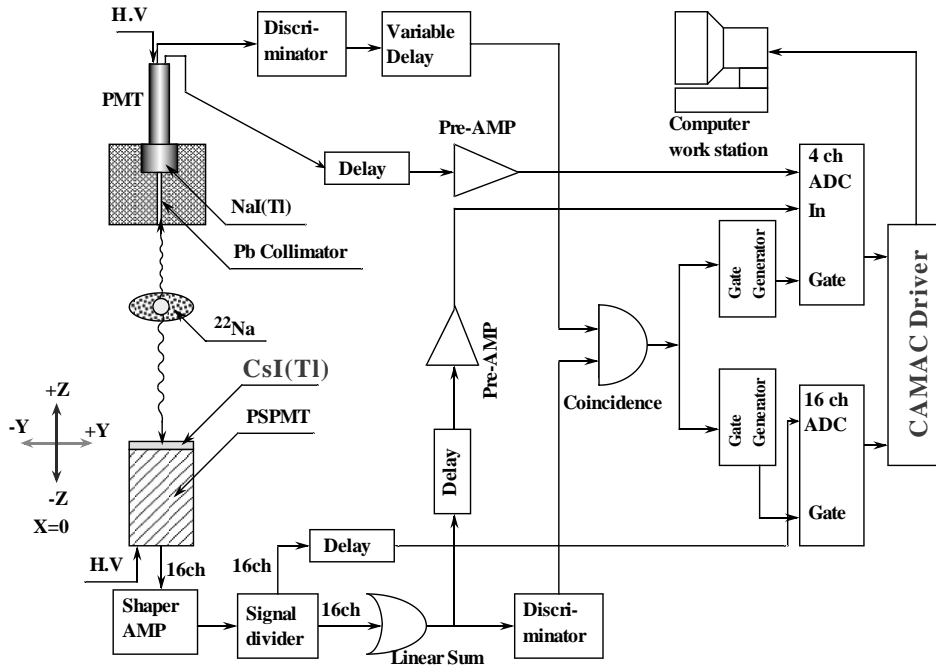 H.V
Discri-
minator
Variable
Delay
PMT
Computer
work station
Pre-AMP
Delay
4 ch
ADC
In
Gate
NaI(Tl)
Pb Collimator
Gate
Generator
CAMAC Driver
22Na
Pre-AMP
Coincidence
CsI(Tl)
PSPMT
+Z
-Y
+Y
-Z
X=0
16 ch
ADC
Gate
Gate
Generator
Delay
H.V
16ch
16ch
Delay
Shaper
AMP
Signal
divider
16ch
Linear Sum
Discri-
minator